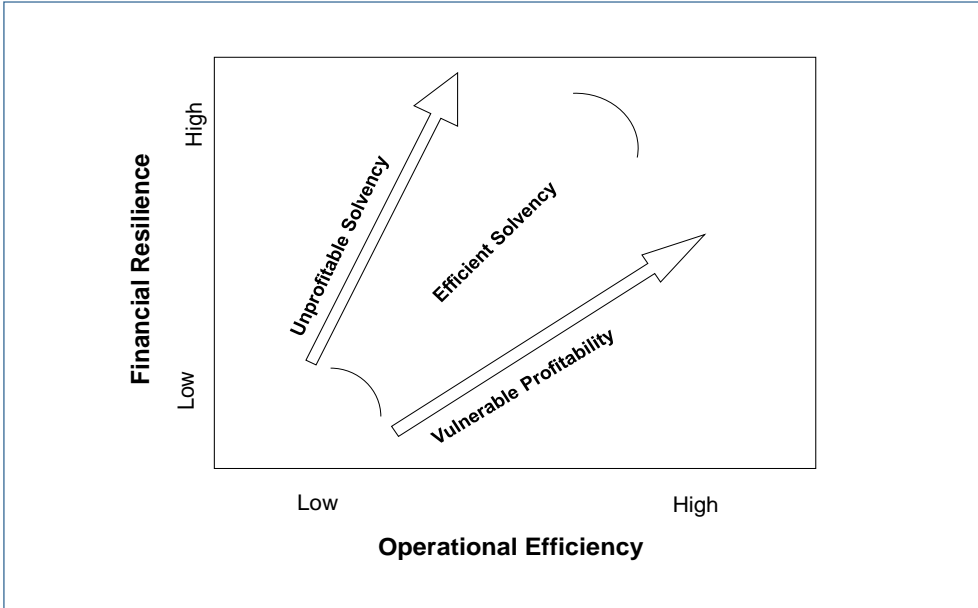 High
Financial Resilience
Unprofitable Solvency
Efficient Solvency
Vulnerable Profitability
Low
Low
High
Operational Efficiency